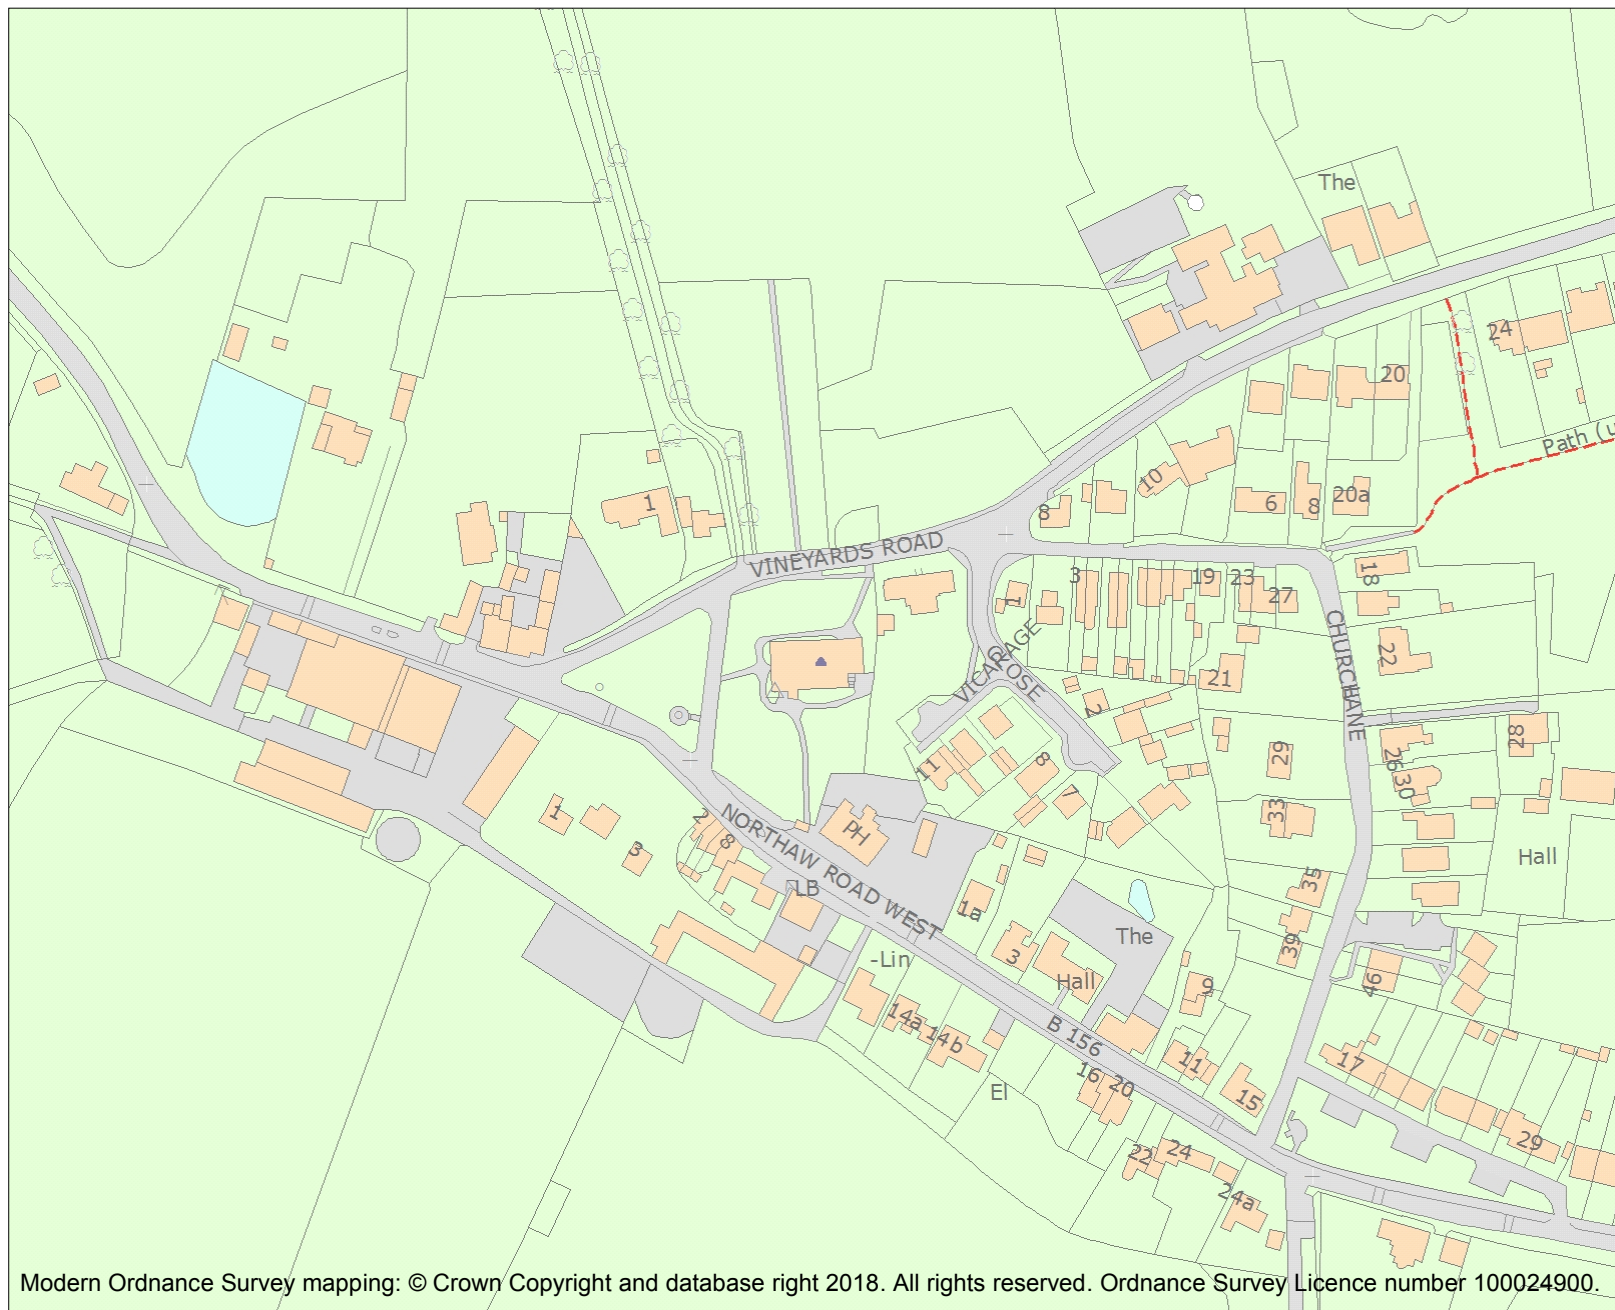 The
24
20
Path (u
1
10
8
6
8
20a
VINEYARDS ROAD
3
19
23
27
18
1
CHURCH LANE
22
VICARAGE
CLOSE
21
2
28
29
26
30
11
8
7
33
1
2
8
3
PH
NORTHAW ROAD WEST
Hall
LB
35
1a
39
The
-Lin
3
Hall
9
46
14a
14b
B 156
17
11
16
20
El
15
29
22
24
24a
Modern Ordnance Survey mapping: © Crown Copyright and database right 2018. All rights reserved. Ordnance Survey Licence number 100024900.